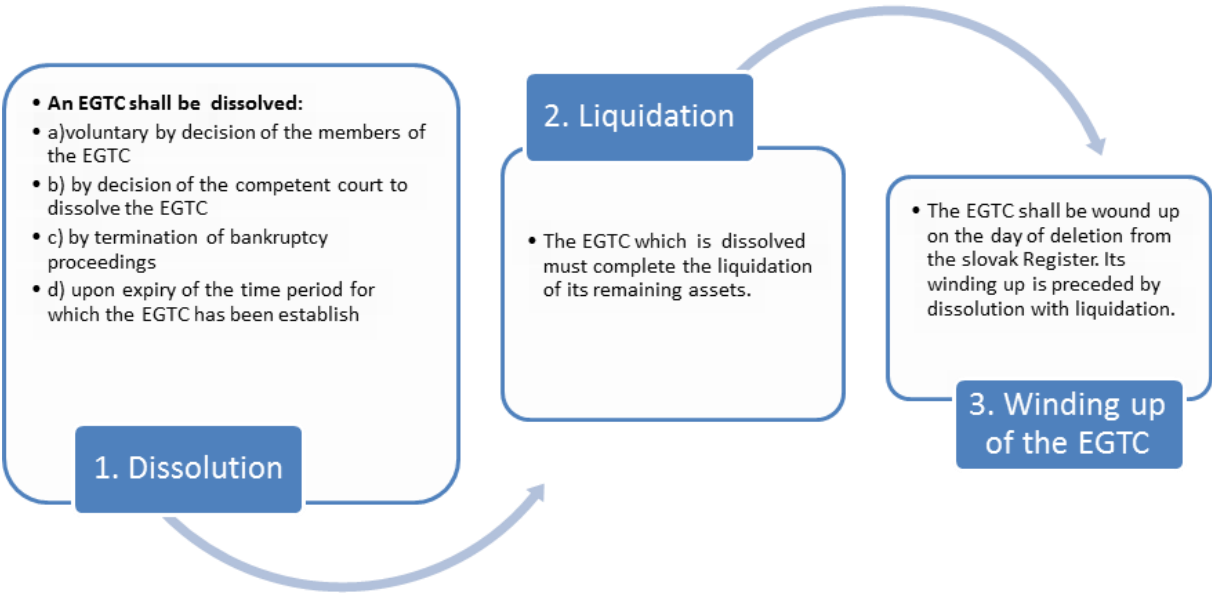 • An EGTC shall be dissolved:
• a)voluntary by decision of the members of
the EGTC
• b) by decision of the competent court to
dissolve the EGTC
• c) by termination of bankruptcy
proceedings
• d) upon expiry of the time period for
which the EGTC has been establish
1. Dissolution
2. Liquidation
• The EGTC which is dissolved
must complete the liquidation
of its remaining assets.
• The EGTC shall be wound up
on the day of deletion from
the slovak Register. Its
winding up is preceded by
dissolution with liquidation.
3. Winding up
of the EGTC